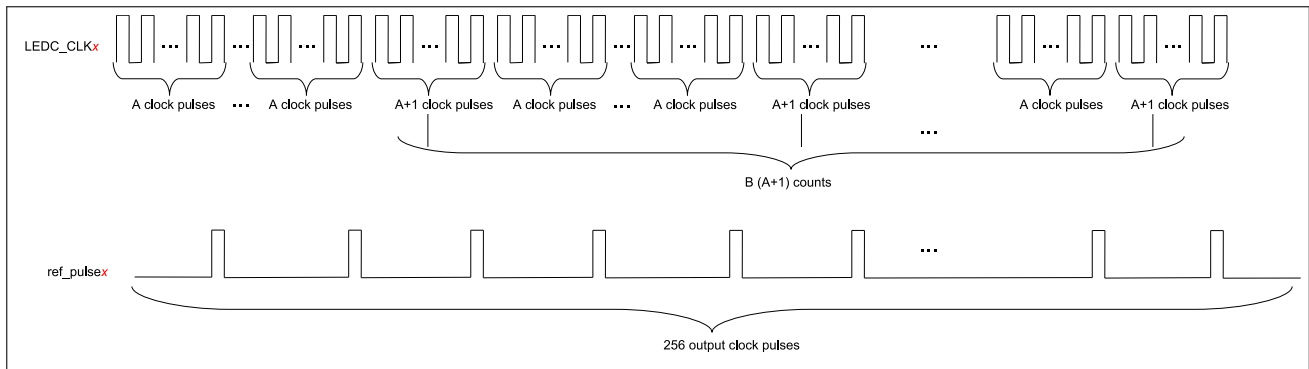 LEDC_CLKx
... ... ... ... ... ... ... ... ... ... ... ...
A clock pulses ... A clock pulses A+1 clock pulses A clock pulses ... A clock pulses A+1 clock pulses A clock pulses A+1 clock pulses
...
B (A+1) counts
...
ref_pulsex
256 output clock pulses